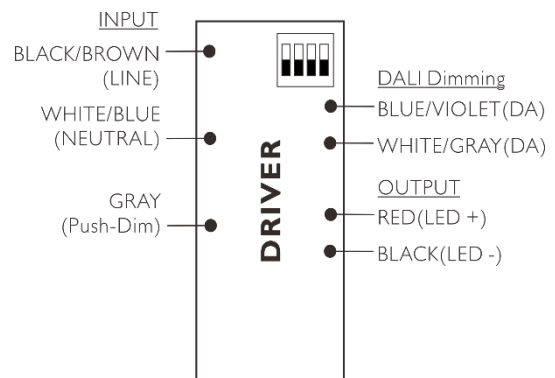 INPUT
BLACK/BROWN
(LINE)
WHITE/BLUE
(NEUTRAL)
GRAY
(Push-Dim)
DRIVER
DALI Dimming
BLUE/VIOLET(DA)
WHITE/GRAY(DA)
OUTPUT
RED(LED +)
BLACK(LED -)